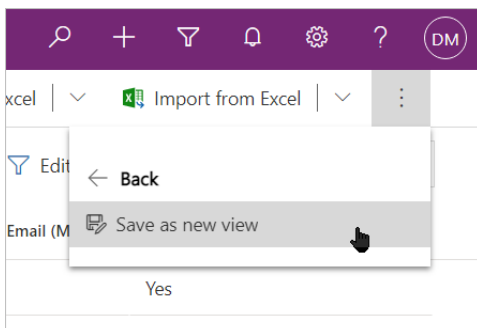 DM
xcel
Import from Excel
Edit
Back
Save as new view
Email (M
Yes